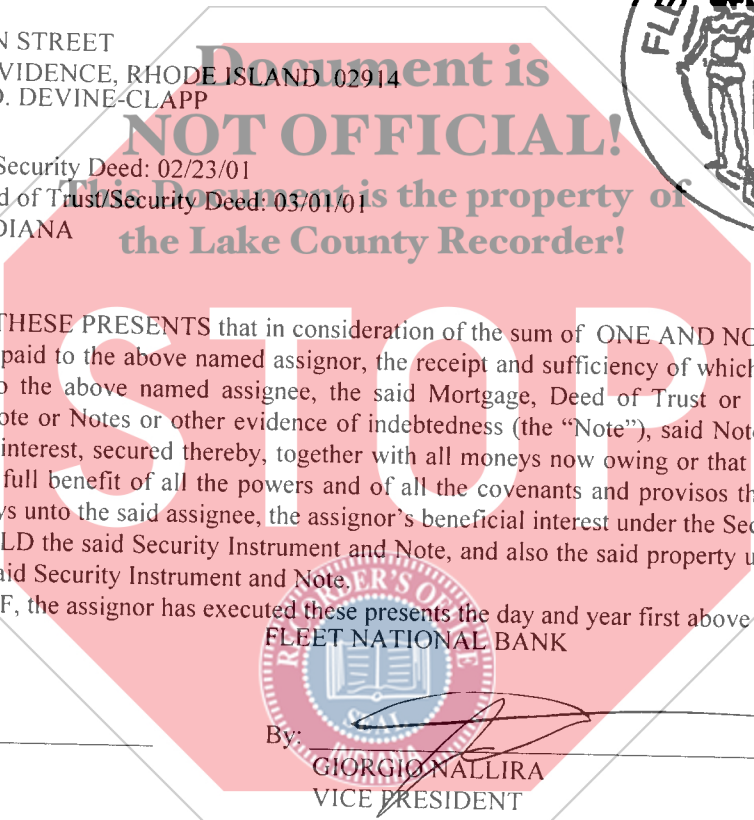 N STREET
VIDENCE, RHODE ISLAND 02914
D. DEVINE-CLAPP
Document is
NOT OFFICIAL!
This Document is the property of
the Lake County Recorder!
Security Deed: 02/23/01
d of Trust/Security Deed: 03/01/01
DIANA
STOP
THESE PRESENTS that in consideration of the sum of ONE AND NO
paid to the above named assignor, the receipt and sufficiency of which
o the above named assignee, the said Mortgage, Deed of Trust or
ote or Notes or other evidence of indebtedness (the “Note”), said Note
interest, secured thereby, together with all moneys now owing or that
full benefit of all the powers and of all the covenants and provisos th
ys unto the said assignee, the assignor’s beneficial interest under the Sec
LD the said Security Instrument and Note, and also the said property u
aid Security Instrument and Note.
F, the assignor has executed these presents the day and year first above
FLEET NATIONAL BANK
RECORDER'S OFFICE
SEAL
INDIANA
By:
GIORGIO NALLIRA
VICE PRESIDENT
FLE